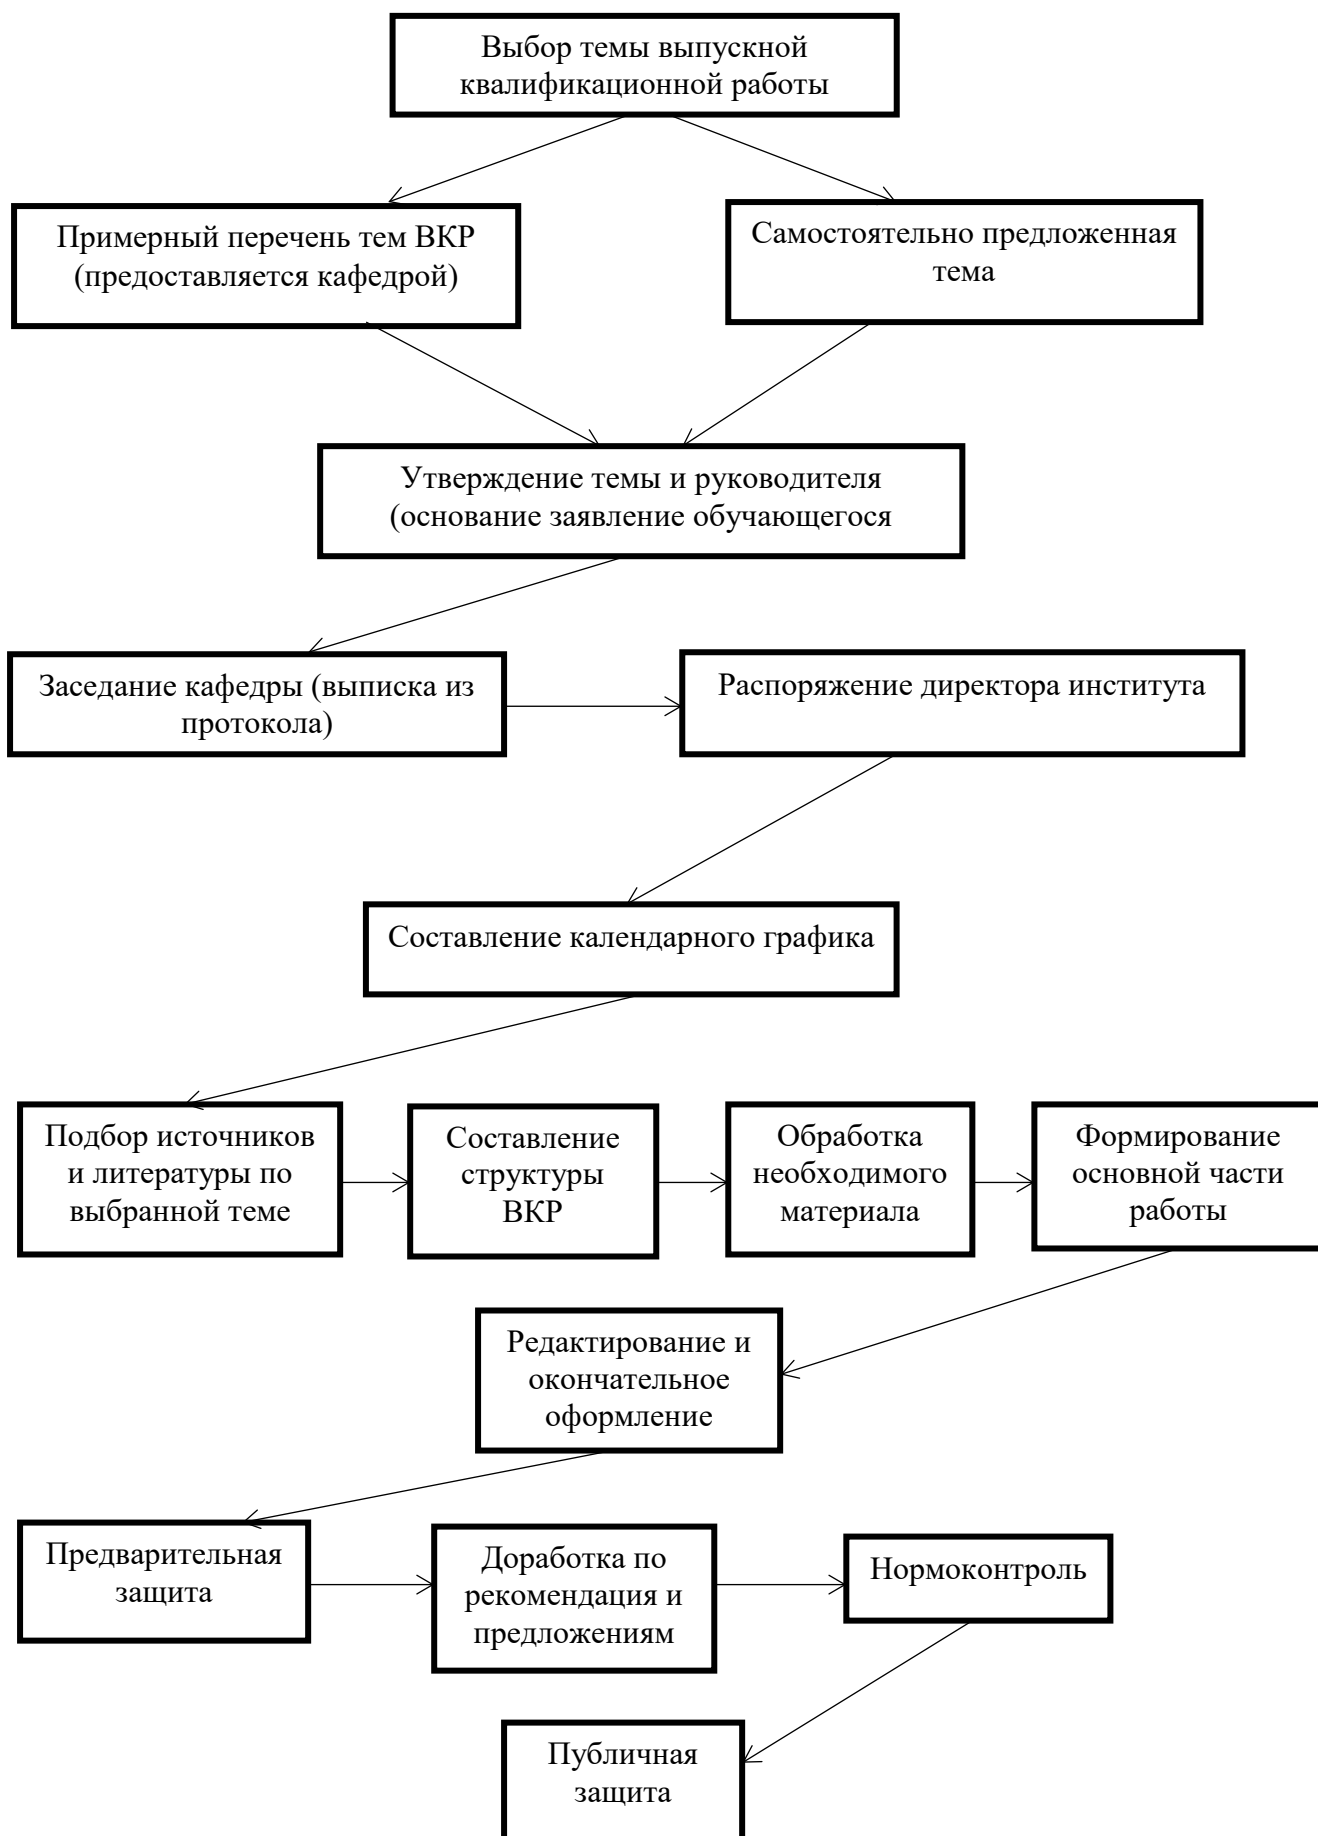 Выбор темы выпускной
квалификационной работы
Примерный перечень тем ВКР
(предоставляется кафедрой)
Самостоятельно предложенная
тема
Утверждение темы и руководителя
(основание заявление обучающегося
Заседание кафедры (выписка из
протокола)
Распоряжение директора института
Составление календарного графика
Подбор источников
и литературы по
выбранной теме
Составление
структуры
ВКР
Обработка
необходимого
материала
Формирование
основной части
работы
Редактирование и
окончательное
оформление
Предварительная
защита
Доработка по
рекомендация и
предложениям
Нормоконтроль
Публичная
защита